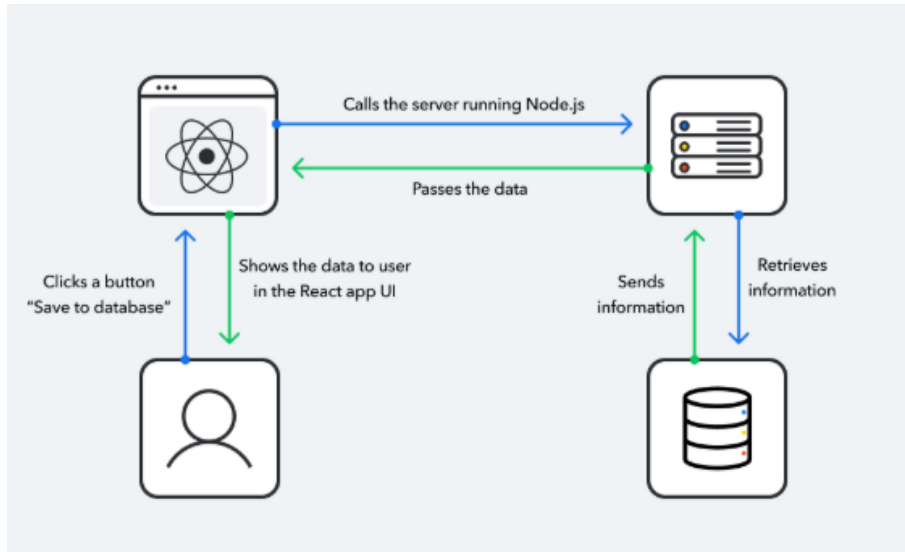 Calls the server running Node.js
Passes the data
Clicks a button
“Save to database”
Shows the data to user
in the React app UI
Sends
information
Retrieves
information